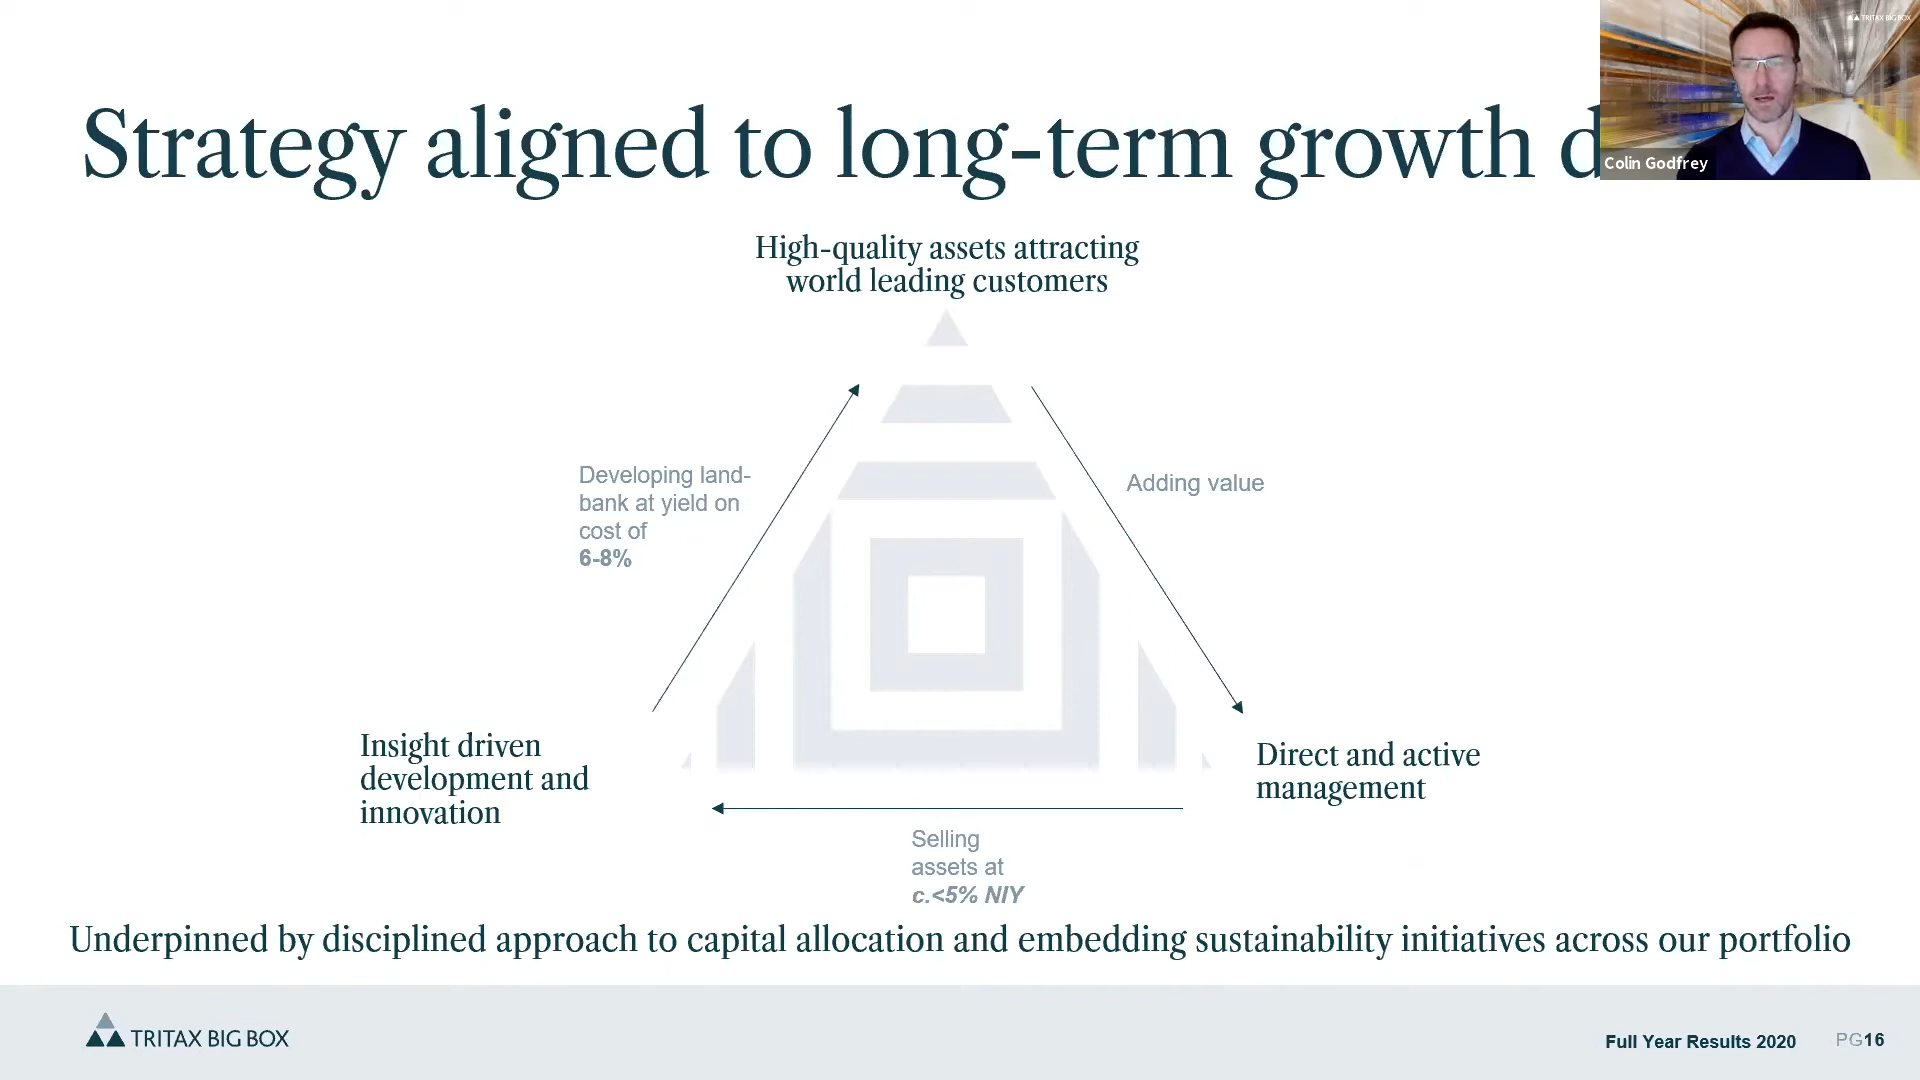 TRITAX BIG BOX
Strategy aligned to long-term growth d
Colin Godfrey
High-quality assets attracting
world leading customers
Developing land-
bank at yield on
cost of
6-8%
Adding value
Insight driven
development and
innovation
Direct and active
management
Selling
assets at
c.<5% NIY
Underpinned by disciplined approach to capital allocation and embedding sustainability initiatives across our portfolio
TRITAX BIG BOX
Full Year Results 2020
PG16